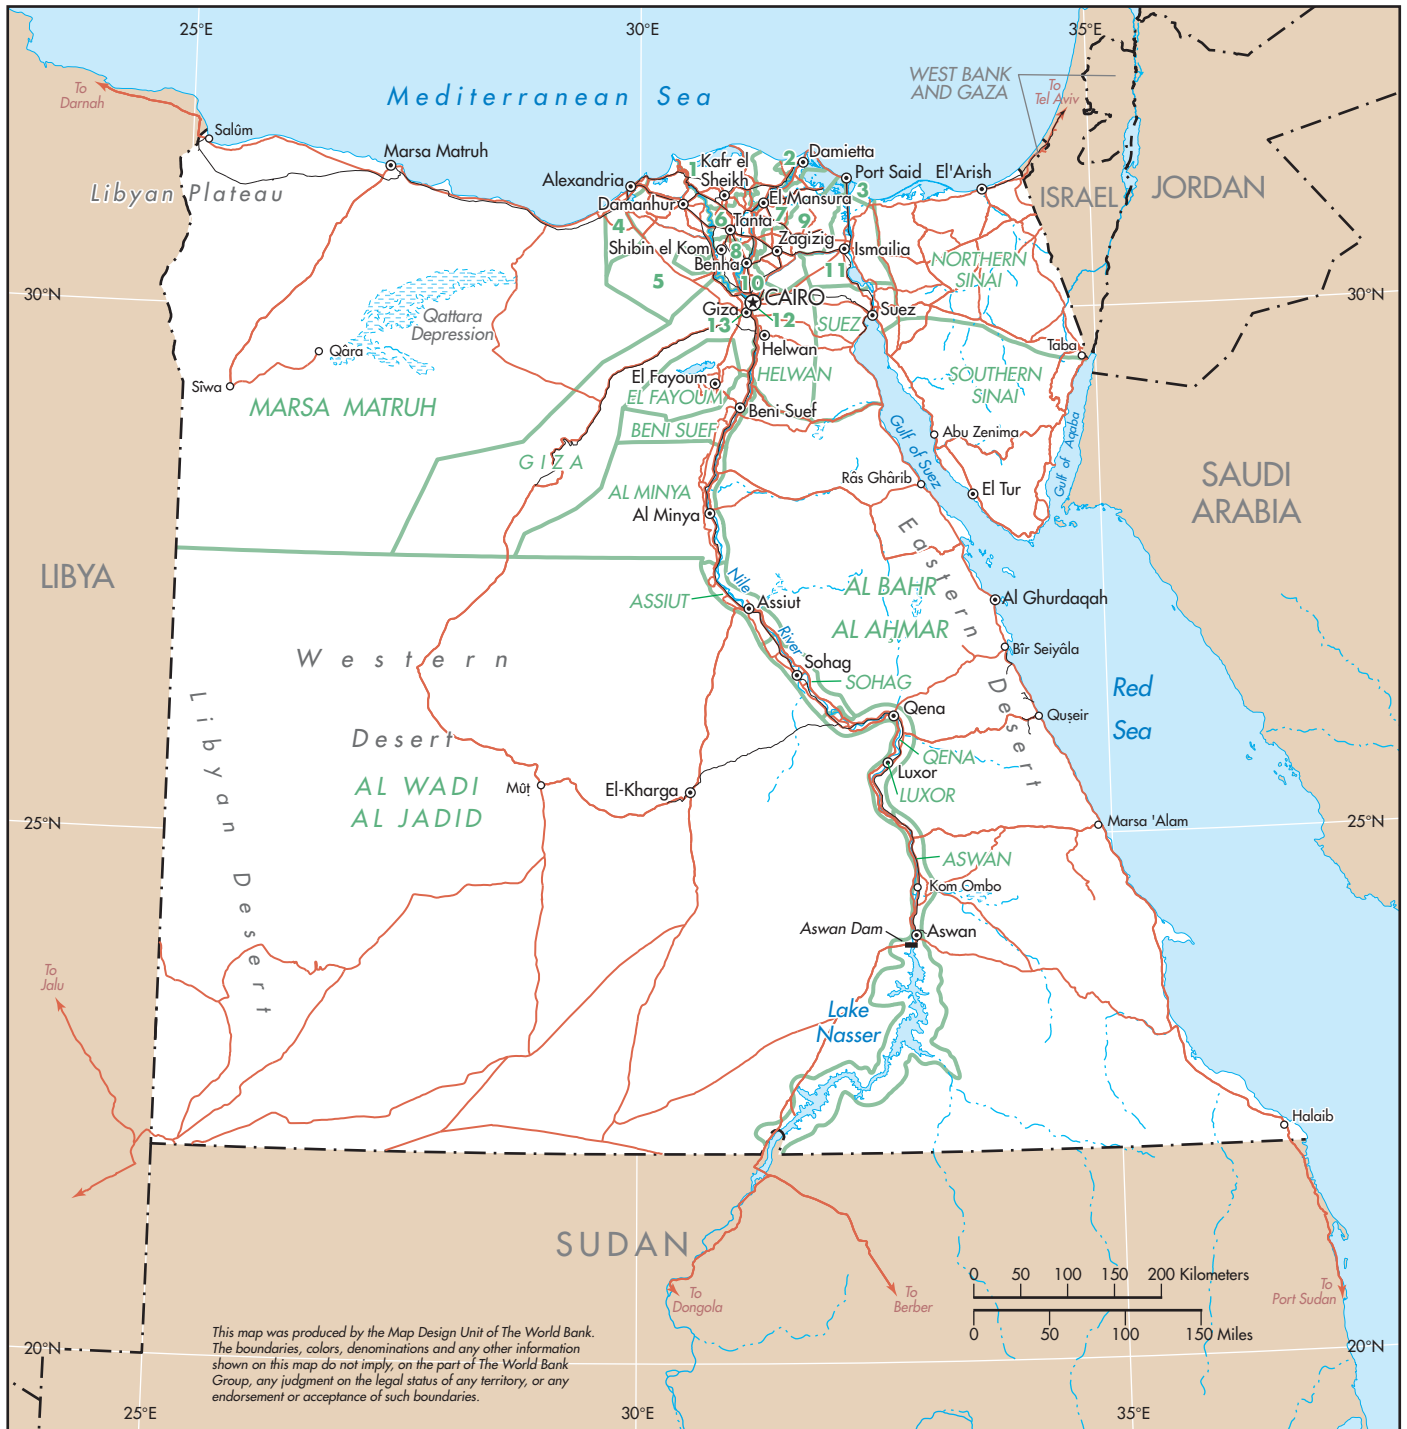 25°E
30°E
35°E
To
Darnah
Mediterranean Sea
WEST BANK
AND GAZA
To
Tel Aviv
Salûm
Marsa Matruh
Libyan Plateau
Alexandria
Damanhur
1
Kafr el
Sheikh
2
Damietta
Port Said
3
El'Arish
ISRAEL
JORDAN
El Mansura
4
6
Tanta
7
9
Shibin el Kom
8
Zagizig
Ismailia
Benha
11
NORTHERN
SINAI
5
10
30°N
30°N
CAIRO
Giza
12
13
SUEZ
Suez
Qattara
Depression
Helwan
Qâra
Tâba
Sîwa
El Fayoum
HELWAN
EL FAYOUM
SOUTHERN
SINAI
MARSA MATRUH
Beni Suef
BENI SUEF
Gulf of Suez
Abu Zenima
Gulf of Aqaba
GIZA
SAUDI
ARABIA
Râs Ghârib
El Tur
AL MINYA
Al Minya
Eastern
Desert
LIBYA
Nile
River
ASSIUT
Assiut
AL BAHR
AL AḤMAR
Al Ghurdaqah
Western
Desert
Sohag
SOHAG
Bîr Seiyâla
Red
Sea
Libyan Desert
Qena
Quṣeir
QENA
Luxor
LUXOR
AL WADI
AL JADID
Mûṭ
El-Kharga
25°N
25°N
Marsa 'Alam
ASWAN
Kom Ombo
Aswan Dam
Aswan
To
Jalu
Lake
Nasser
Halaib
SUDAN
To
Dongola
To
Berber
To
Port Sudan
0 50 100 150 200 Kilometers
0 50 100 150 Miles
This map was produced by the Map Design Unit of The World Bank.
The boundaries, colors, denominations and any other information
shown on this map do not imply, on the part of The World Bank
Group, any judgment on the legal status of any territory, or any
endorsement or acceptance of such boundaries.
20°N
20°N
25°E
30°E
35°E